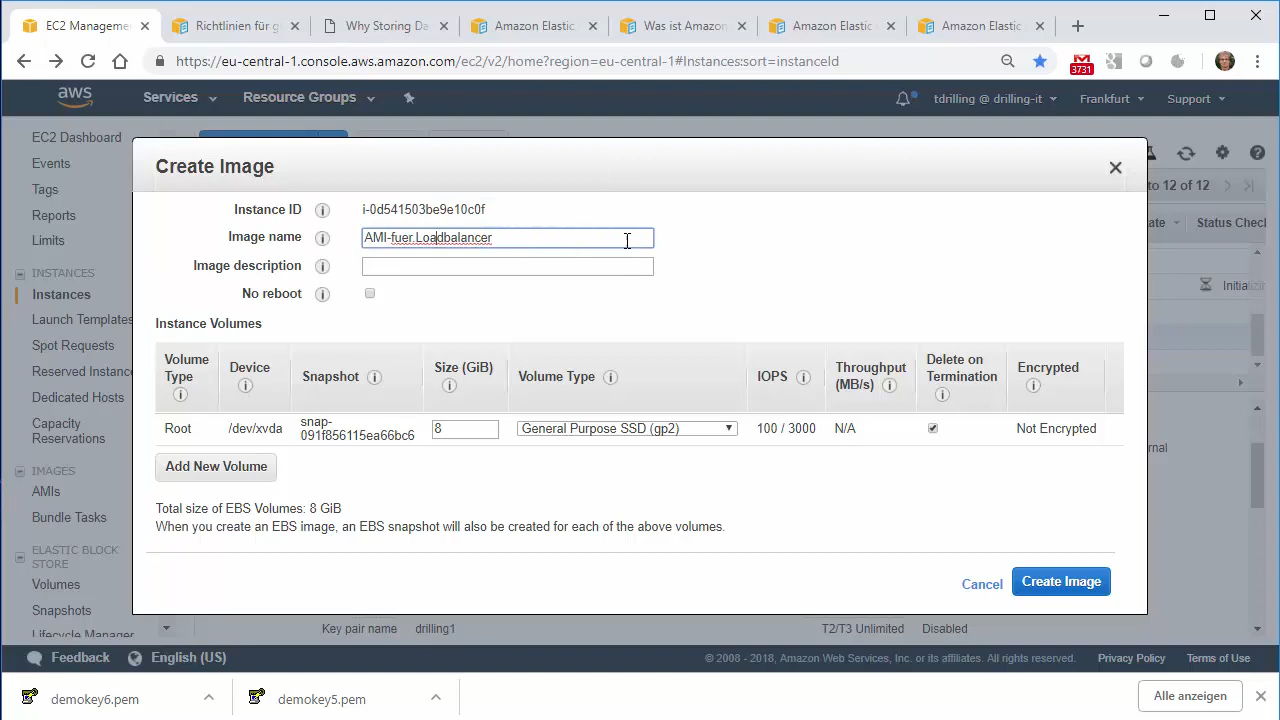 EC2 Manageme
Richtlinien für g
Why Storing Da
Amazon Elastic
Was ist Amazon
Amazon Elastic
Amazon Elastic
https://eu-central-1.console.aws.amazon.com/ec2/v2/home?region=eu-central-1#Instances:sort=instanceId
3731
aws
Services
Resource Groups
tdrilling @ drilling-it
Frankfurt
Support
EC2 Dashboard
Events
Tags
Reports
Limits
INSTANCES
Instances
Launch Templates
Spot Requests
Reserved Instance
Dedicated Hosts
Capacity
Reservations
IMAGES
AMIs
Bundle Tasks
ELASTIC BLOCK
STORE
Volumes
Snapshots
Lifecycle Manager
to 12 of 12
ate
Status Check
Initializin
rnal
Create Image
Instance ID
i-0d541503be9e10c0f
Image name
AMI-fuer.Loadbalancer
Image description
No reboot
Instance Volumes
Volume
Type
Device
Snapshot
Size (GiB)
Volume Type
IOPS
Throughput
(MB/s)
Delete on
Termination
Encrypted
Root
/dev/xvda
snap-
091f856115ea66bc6
8
General Purpose SSD (gp2)
100 / 3000
N/A
Not Encrypted
Add New Volume
Total size of EBS Volumes: 8 GiB
When you create an EBS image, an EBS snapshot will also be created for each of the above volumes.
Cancel
Create Image
Key pair name
drilling1
T2/T3 Unlimited
Disabled
Feedback
English (US)
© 2008 - 2018, Amazon Web Services, Inc. or its affiliates. All rights reserved.
Privacy Policy
Terms of Use
demokey6.pem
demokey5.pem
Alle anzeigen